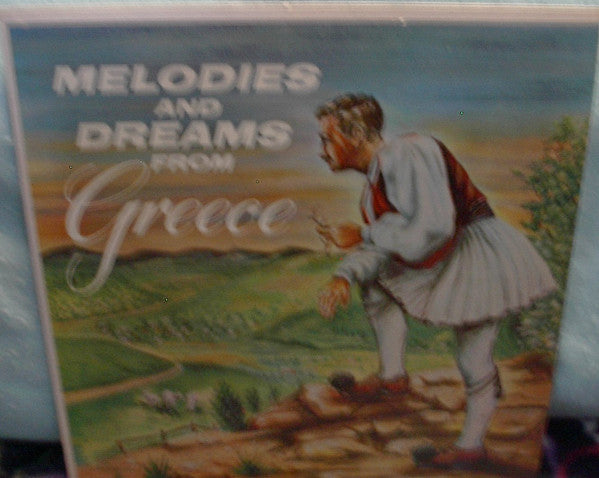 MELODIES
AND
DREAMS
FROM
Greece